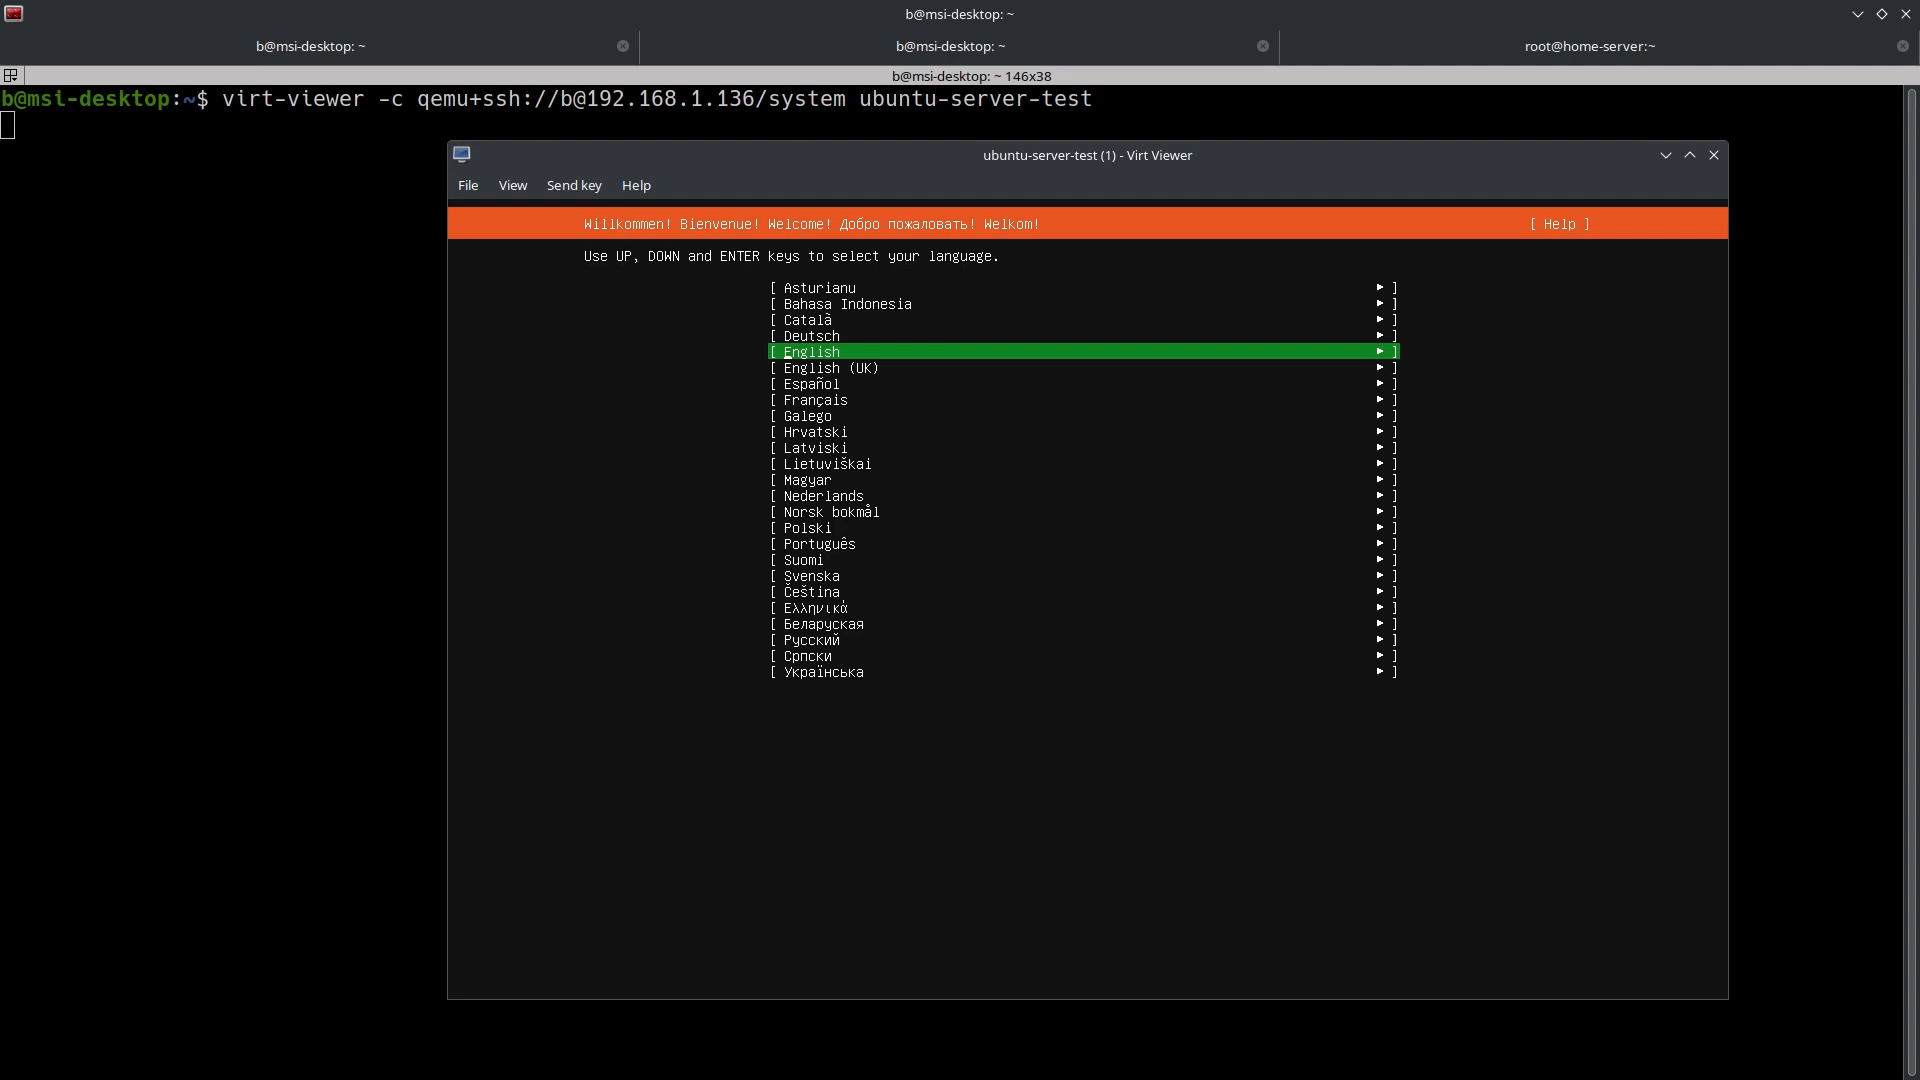 b@msi-desktop: ~
b@msi-desktop: ~
b@msi-desktop: ~
root@home-server:~
b@msi-desktop: ~ 146x38
b@msi-desktop:~$ virt-viewer -c qemu+ssh://b@192.168.1.136/system ubuntu-server-test
ubuntu-server-test (1) - Virt Viewer
File View Send key Help
Willkommen! Bienvenue! Welcome! Добро пожаловать! Welkom! [ Help ]
Use UP, DOWN and ENTER keys to select your language.
[ Asturianu ► ]
[ Bahasa Indonesia ► ]
[ Català ► ]
[ Deutsch ► ]
[ English ► ]
[ English (UK) ► ]
[ Español ► ]
[ Français ► ]
[ Galego ► ]
[ Hrvatski ► ]
[ Latviski ► ]
[ Lietuviškai ► ]
[ Magyar ► ]
[ Nederlands ► ]
[ Norsk bokmål ► ]
[ Polski ► ]
[ Português ► ]
[ Suomi ► ]
[ Svenska ► ]
[ Čeština ► ]
[ Ελληνικά ► ]
[ Беларуская ► ]
[ Русский ► ]
[ Српски ► ]
[ Українська ► ]